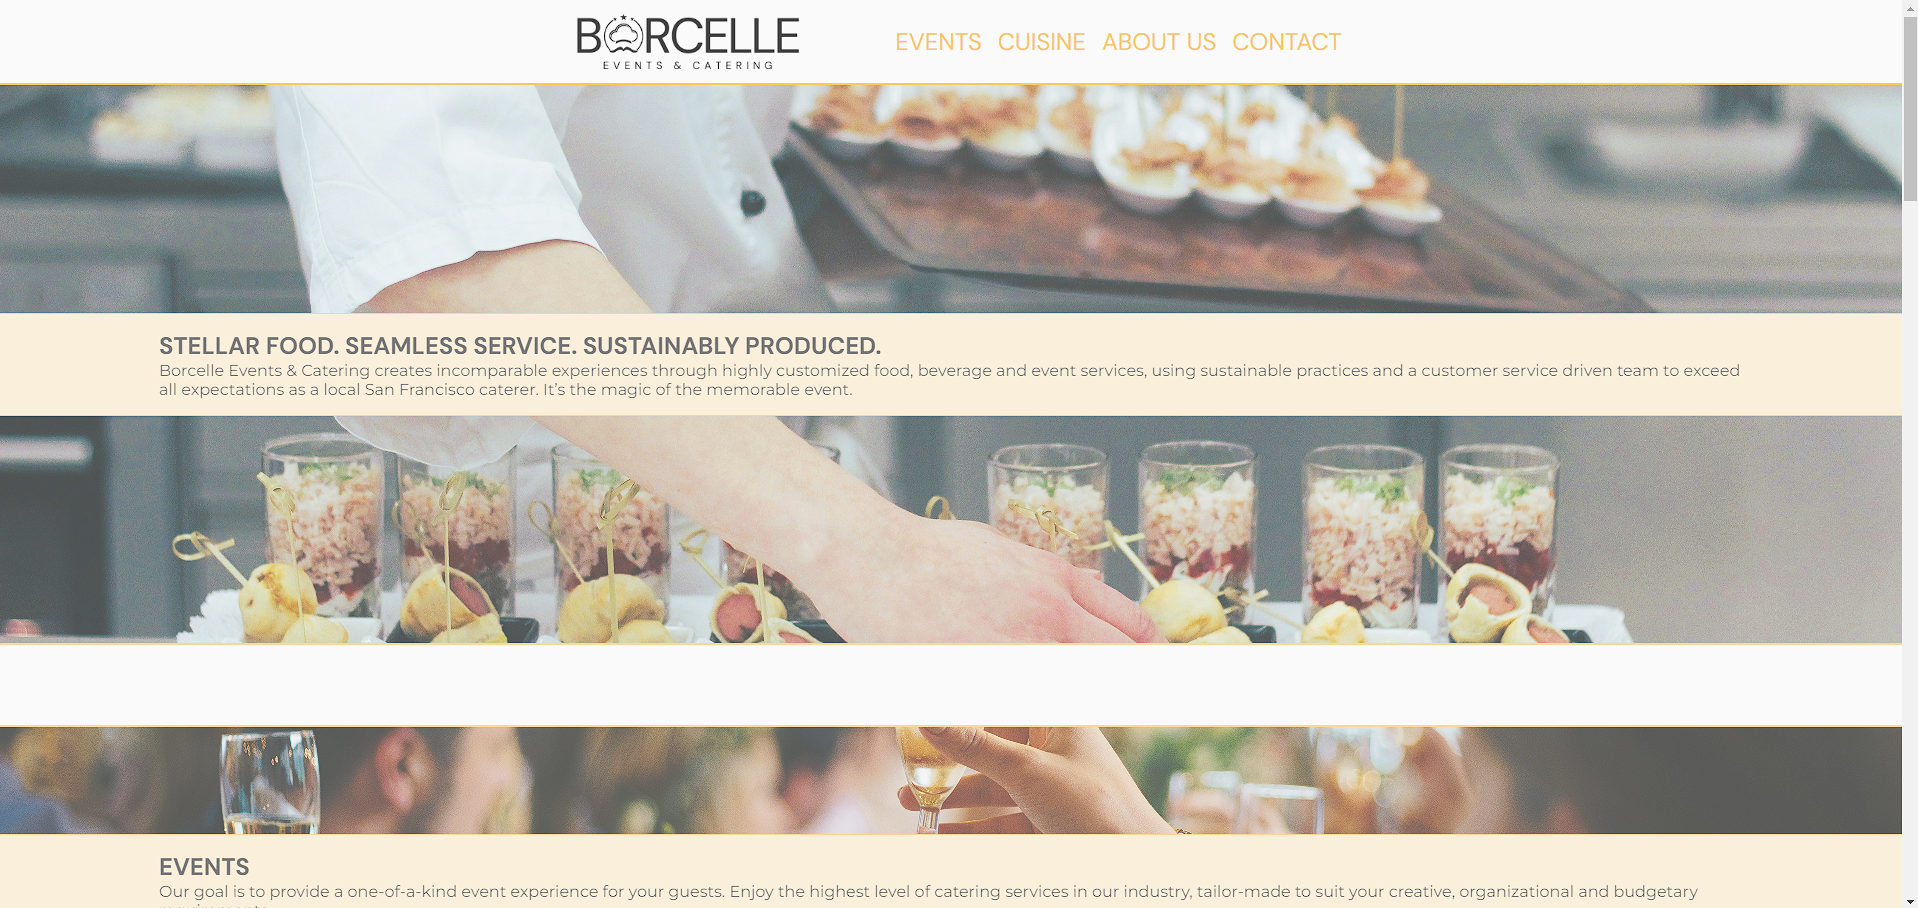 BORCELLE
EVENTS & CATERING
EVENTS CUISINE ABOUT US CONTACT
STELLAR FOOD. SEAMLESS SERVICE. SUSTAINABLY PRODUCED.
Borcelle Events & Catering creates incomparable experiences through highly customized food, beverage and event services, using sustainable practices and a customer service driven team to exceed
all expectations as a local San Francisco caterer. It’s the magic of the memorable event.
EVENTS
Our goal is to provide a one-of-a-kind event experience for your guests. Enjoy the highest level of catering services in our industry, tailor-made to suit your creative, organizational and budgetary